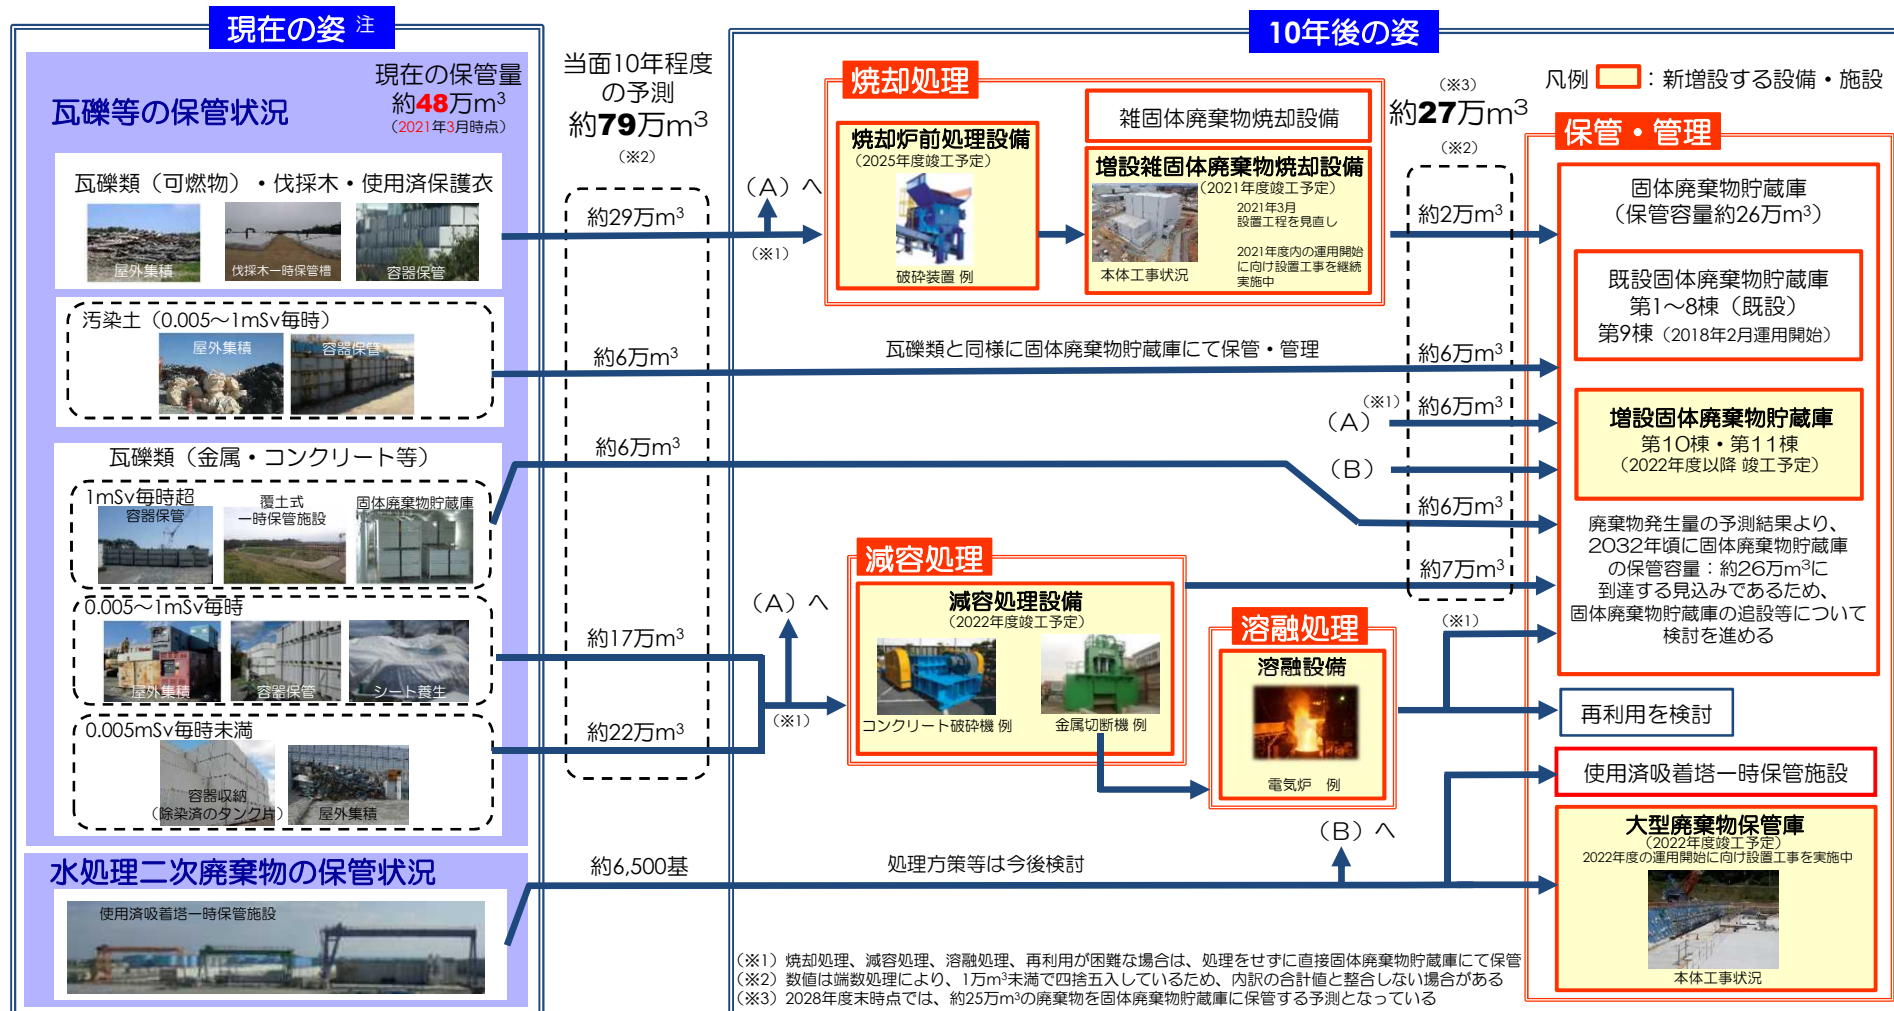 現在の姿 注
現在の保管量
約48万m³
(2021年3月時点)
瓦礫等の保管状況
瓦礫類（可燃物）・伐採木・使用済保護衣
屋外集積
伐採木一時保管槽
容器保管
汚染土（0.005～1mSv毎時）
屋外集積
容器保管
瓦礫類（金属・コンクリート等）
1mSv毎時超
容器保管
覆土式
一時保管施設
固体廃棄物貯蔵庫
0.005～1mSv毎時
屋外集積
容器保管
シート養生
0.005mSv毎時未満
容器収納
（除染済のタンク片）
屋外集積
水処理二次廃棄物の保管状況
使用済吸着塔一時保管施設
当面10年程度
の予測
約79万m³
（※2）
約29万m³
約6万m³
約6万m³
約17万m³
約22万m³
約6,500基
10年後の姿
（A）へ
（※1）
焼却処理
焼却炉前処理設備
（2025年度竣工予定）
破砕装置 例
雑固体廃棄物焼却設備
増設雑固体廃棄物焼却設備
（2021年度竣工予定）
2021年3月
設置工程を見直し
2021年度内の運用開始
に向け設置工事を継続
実施中
本体工事状況
瓦礫類と同様に固体廃棄物貯蔵庫にて保管・管理
（A）（※1）
（B）
（A）へ
（※1）
減容処理
減容処理設備
（2022年度竣工予定）
コンクリート破砕機 例
金属切断機 例
溶融処理
溶融設備
電気炉　例
（B）へ
処理方策等は今後検討
（※3）
約27万m³
（※2）
約2万m³
約6万m³
約6万m³
約6万m³
約7万m³
（※1）
凡例 ：新増設する設備・施設
保管・管理
固体廃棄物貯蔵庫
（保管容量約26万m³）
既設固体廃棄物貯蔵庫
第1～8棟（既設）
第9棟（2018年2月運用開始）
増設固体廃棄物貯蔵庫
第10棟・第11棟
（2022年度以降 竣工予定）
廃棄物発生量の予測結果より、
2032年頃に固体廃棄物貯蔵庫
の保管容量：約26万m³に
到達する見込みであるため、
固体廃棄物貯蔵庫の追設等について
検討を進める
再利用を検討
使用済吸着塔一時保管施設
大型廃棄物保管庫
（2022年度竣工予定）
2022年度の運用開始に向け設置工事を実施中
本体工事状況
（※1）焼却処理、減容処理、溶融処理、再利用が困難な場合は、処理をせずに直接固体廃棄物貯蔵庫にて保管
（※2）数値は端数処理により、1万m³未満で四捨五入しているため、内訳の合計値と整合しない場合がある
（※3）2028年度末時点では、約25万m³の廃棄物を固体廃棄物貯蔵庫に保管する予測となっている